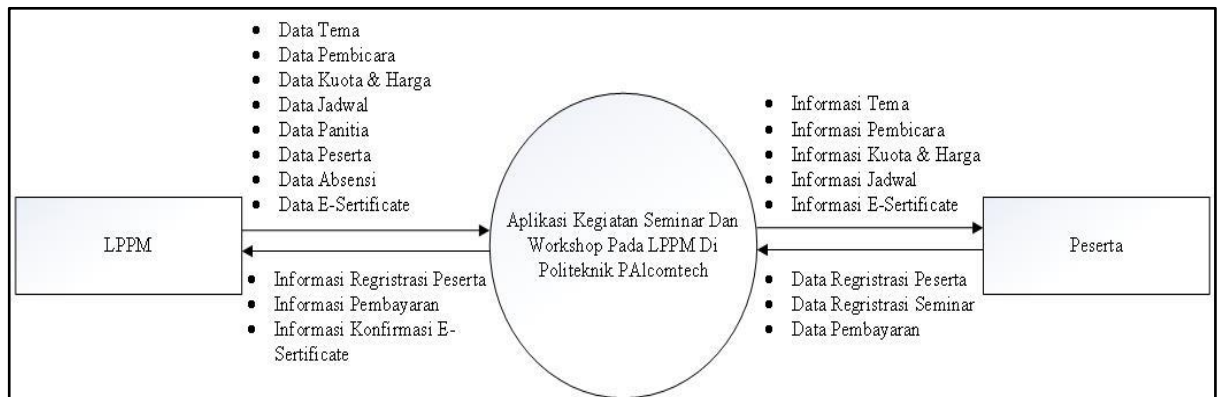 Data Tema
Data Pembicara
Data Kuota & Harga
Data Jadwal
Data Panitia
Data Peserta
Data Absensi
Data E-Sertificate
LPPM
Informasi Regristrasi Peserta
Informasi Pembayaran
Informasi Konfirmasi E-
Sertificate
Aplikasi Kegiatan Seminar Dan
Workshop Pada LPPM Di
Politeknik PAlcomtech
Informasi Tema
Informasi Pembicara
Informasi Kuota & Harga
Informasi Jadwal
Informasi E-Sertificate
Peserta
Data Regristrasi Peserta
Data Regristrasi Seminar
Data Pembayaran